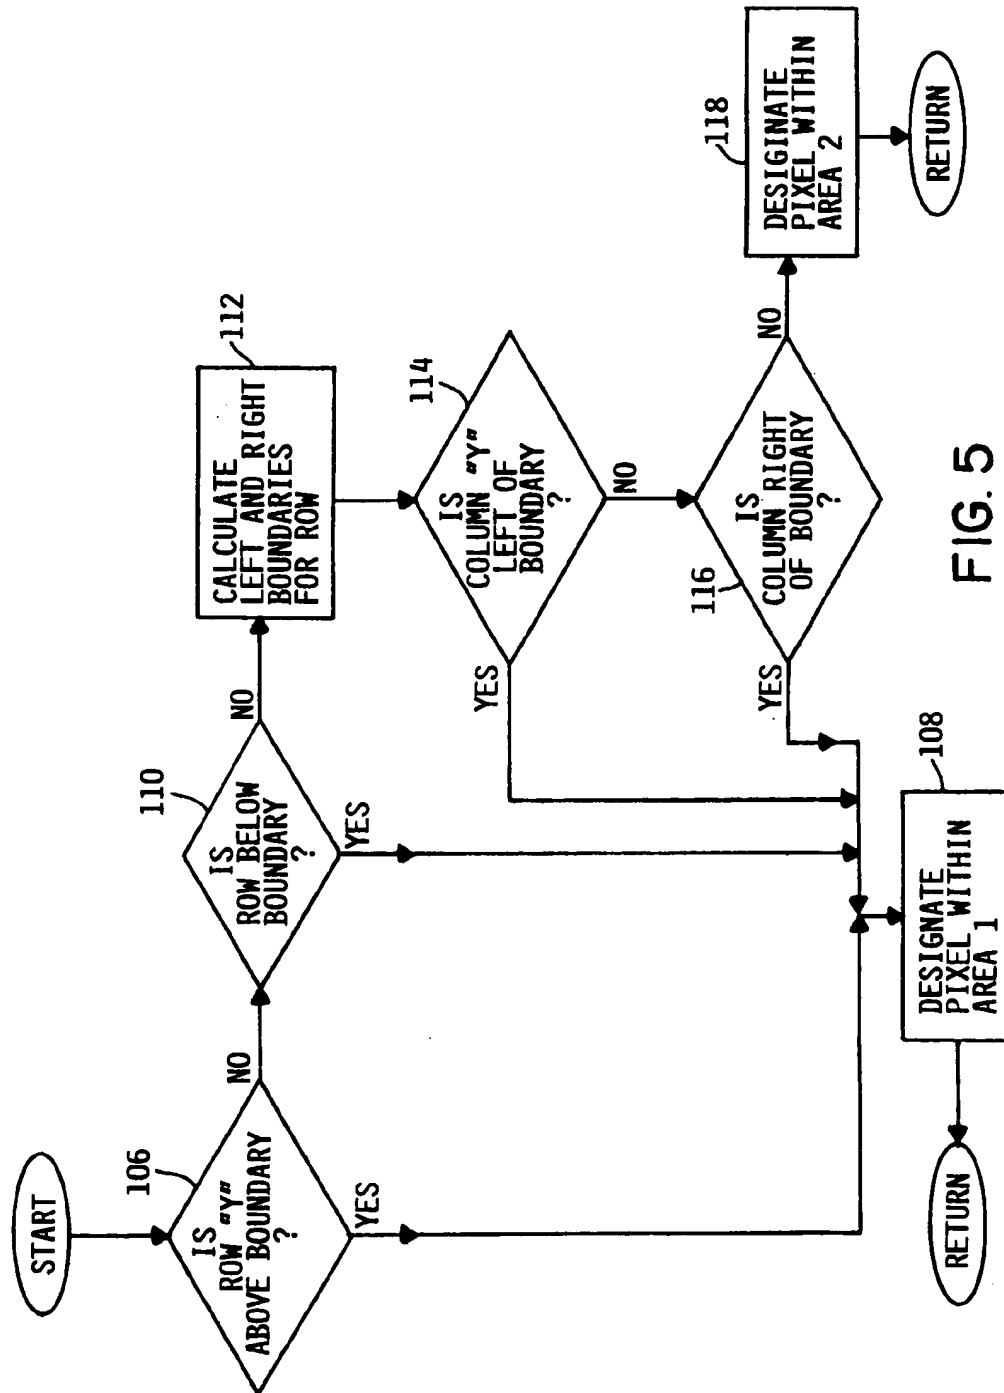 START
106
IS
ROW "Y"
ABOVE BOUNDARY
?
NO
YES
110
IS
ROW BELOW
BOUNDARY
?
NO
YES
112
CALCULATE
LEFT AND RIGHT
BOUNDARIES
FOR ROW
114
IS
COLUMN "Y"
LEFT OF
BOUNDARY
?
YES
NO
116
IS
COLUMN RIGHT
OF BOUNDARY
?
YES
NO
118
DESIGINATE
PIXEL WITHIN
AREA 2
RETURN
108
DESIGNATE
PIXEL WITHIN
AREA 1
RETURN
FIG. 5